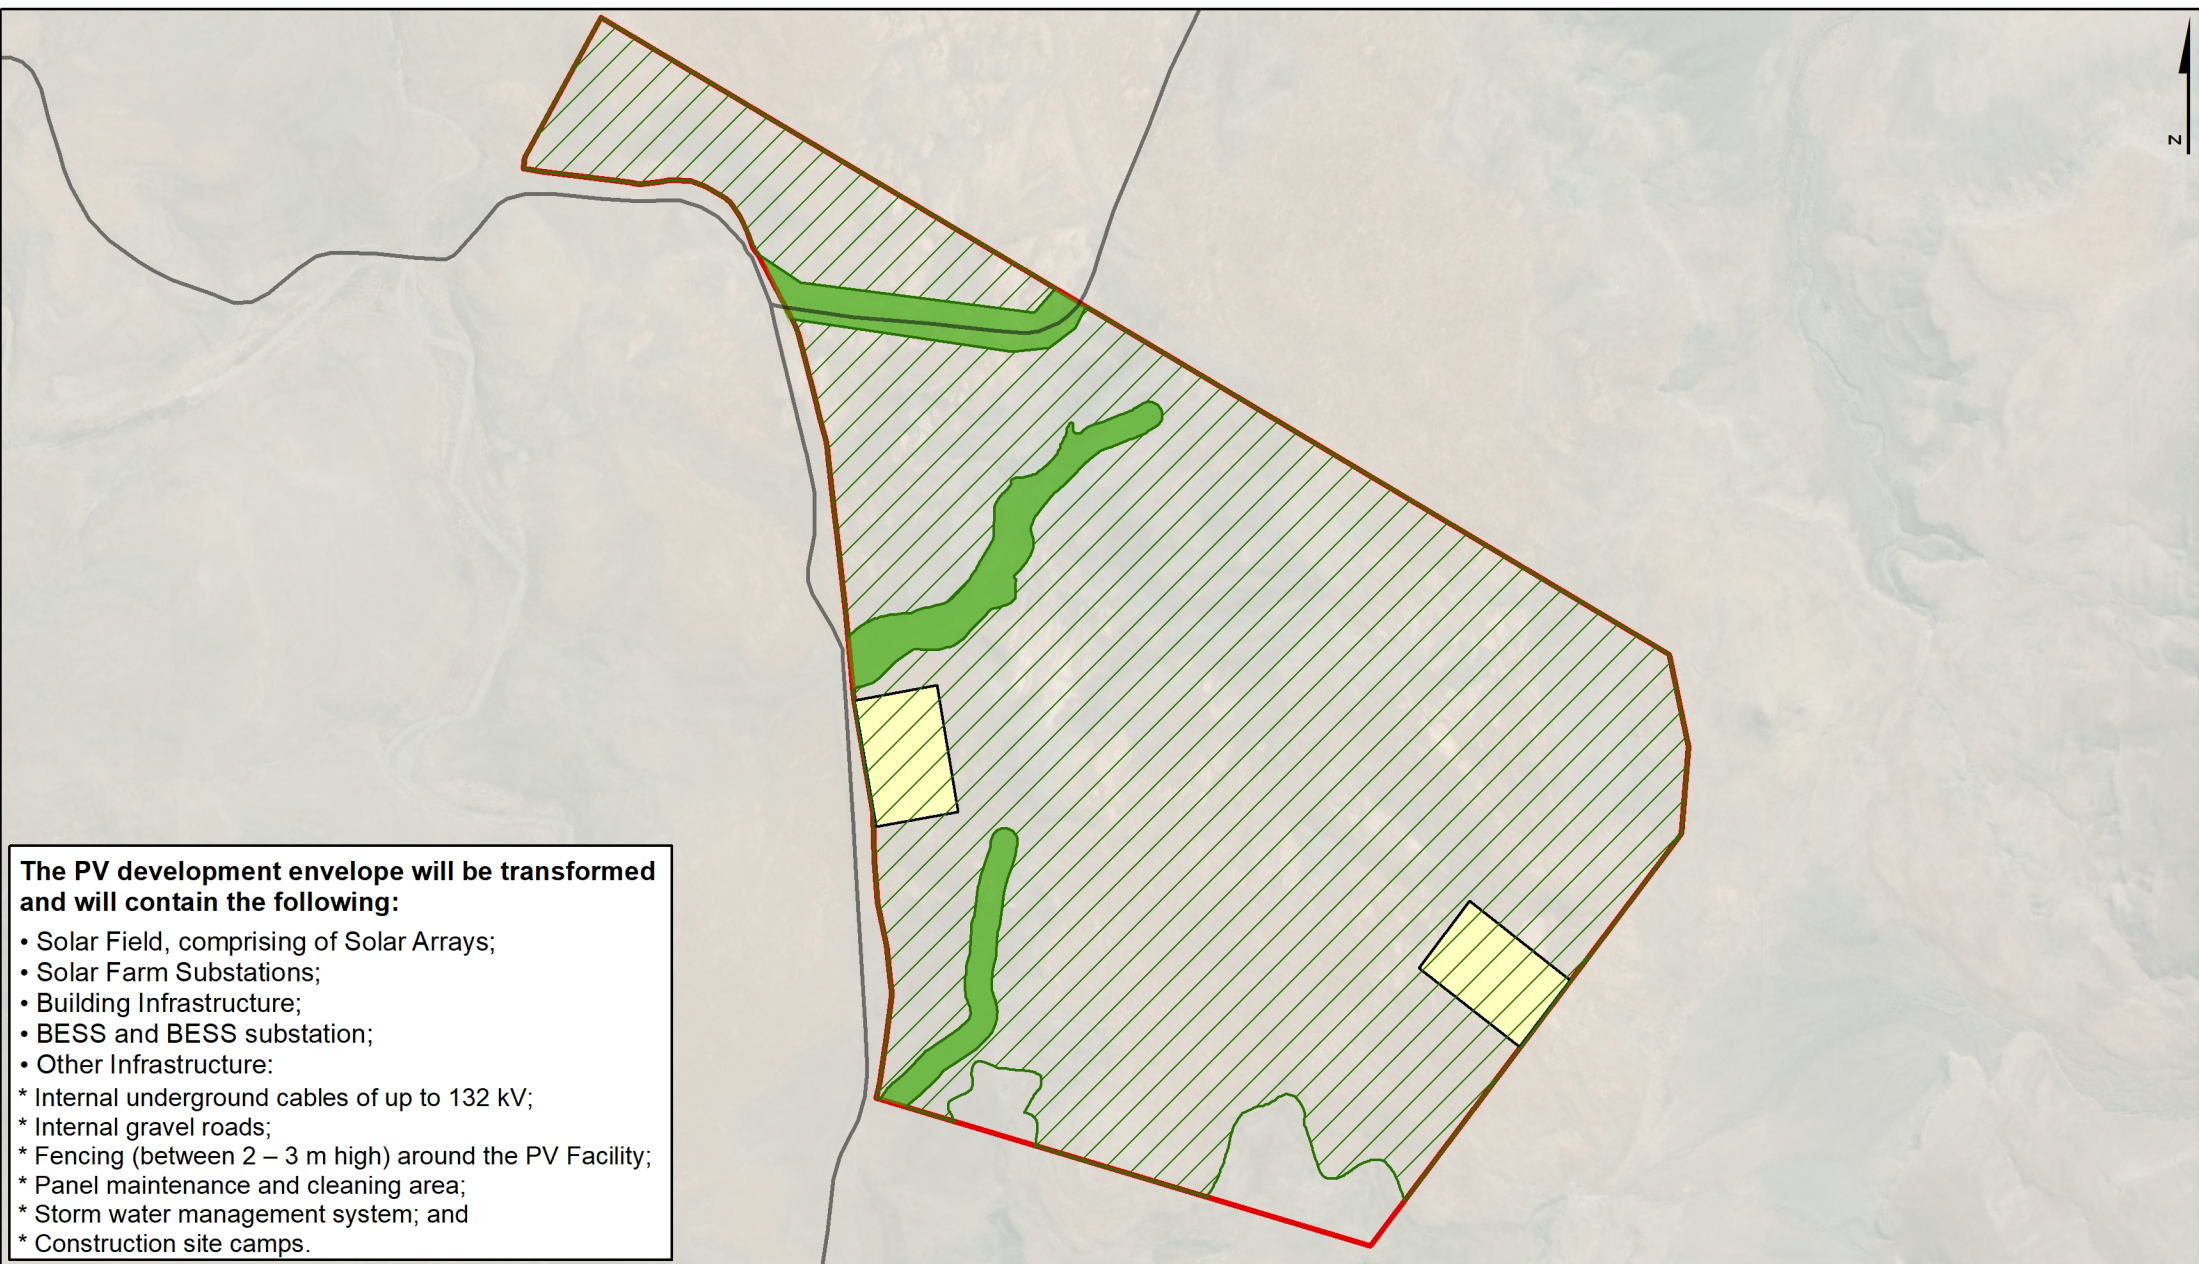 The PV development envelope will be transformed
and will contain the following:
• Solar Field, comprising of Solar Arrays;
• Solar Farm Substations;
• Building Infrastructure;
• BESS and BESS substation;
• Other Infrastructure:
* Internal underground cables of up to 132 kV;
* Internal gravel roads;
* Fencing (between 2 – 3 m high) around the PV Facility;
* Panel maintenance and cleaning area;
* Storm water management system; and
* Construction site camps.
N